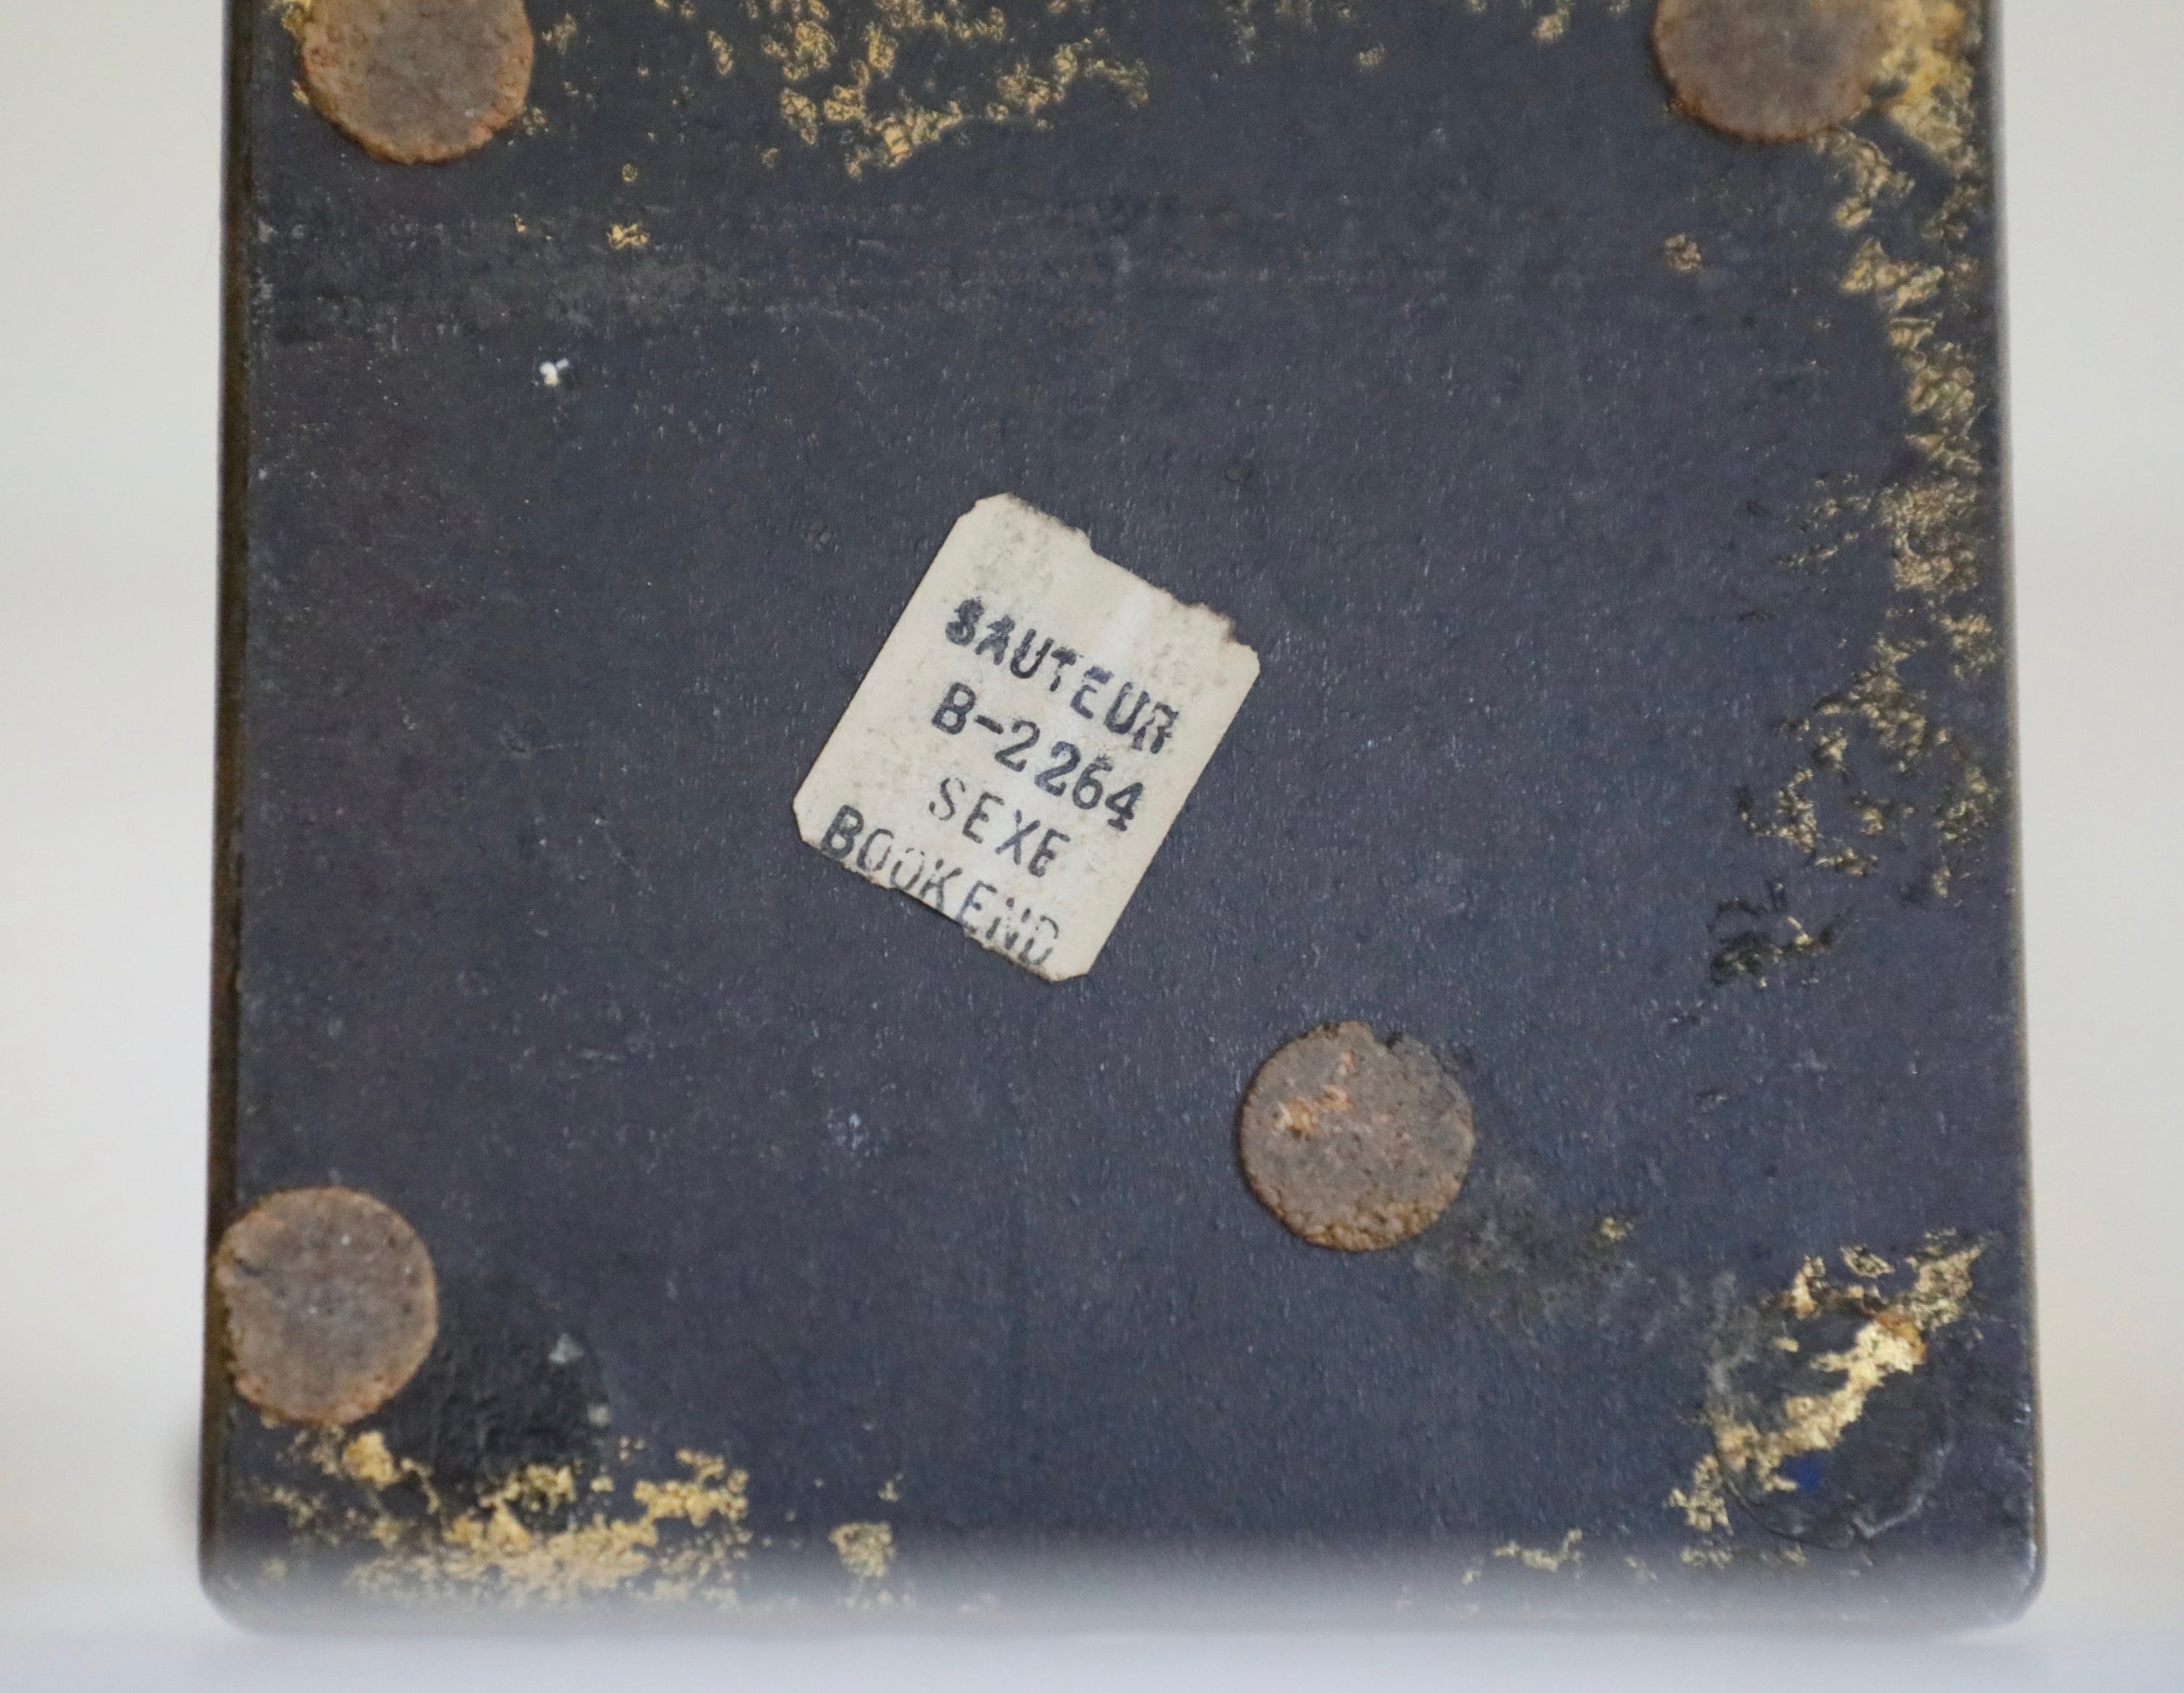 SAUTEUR
B-2264
SEXE
BOOKEND